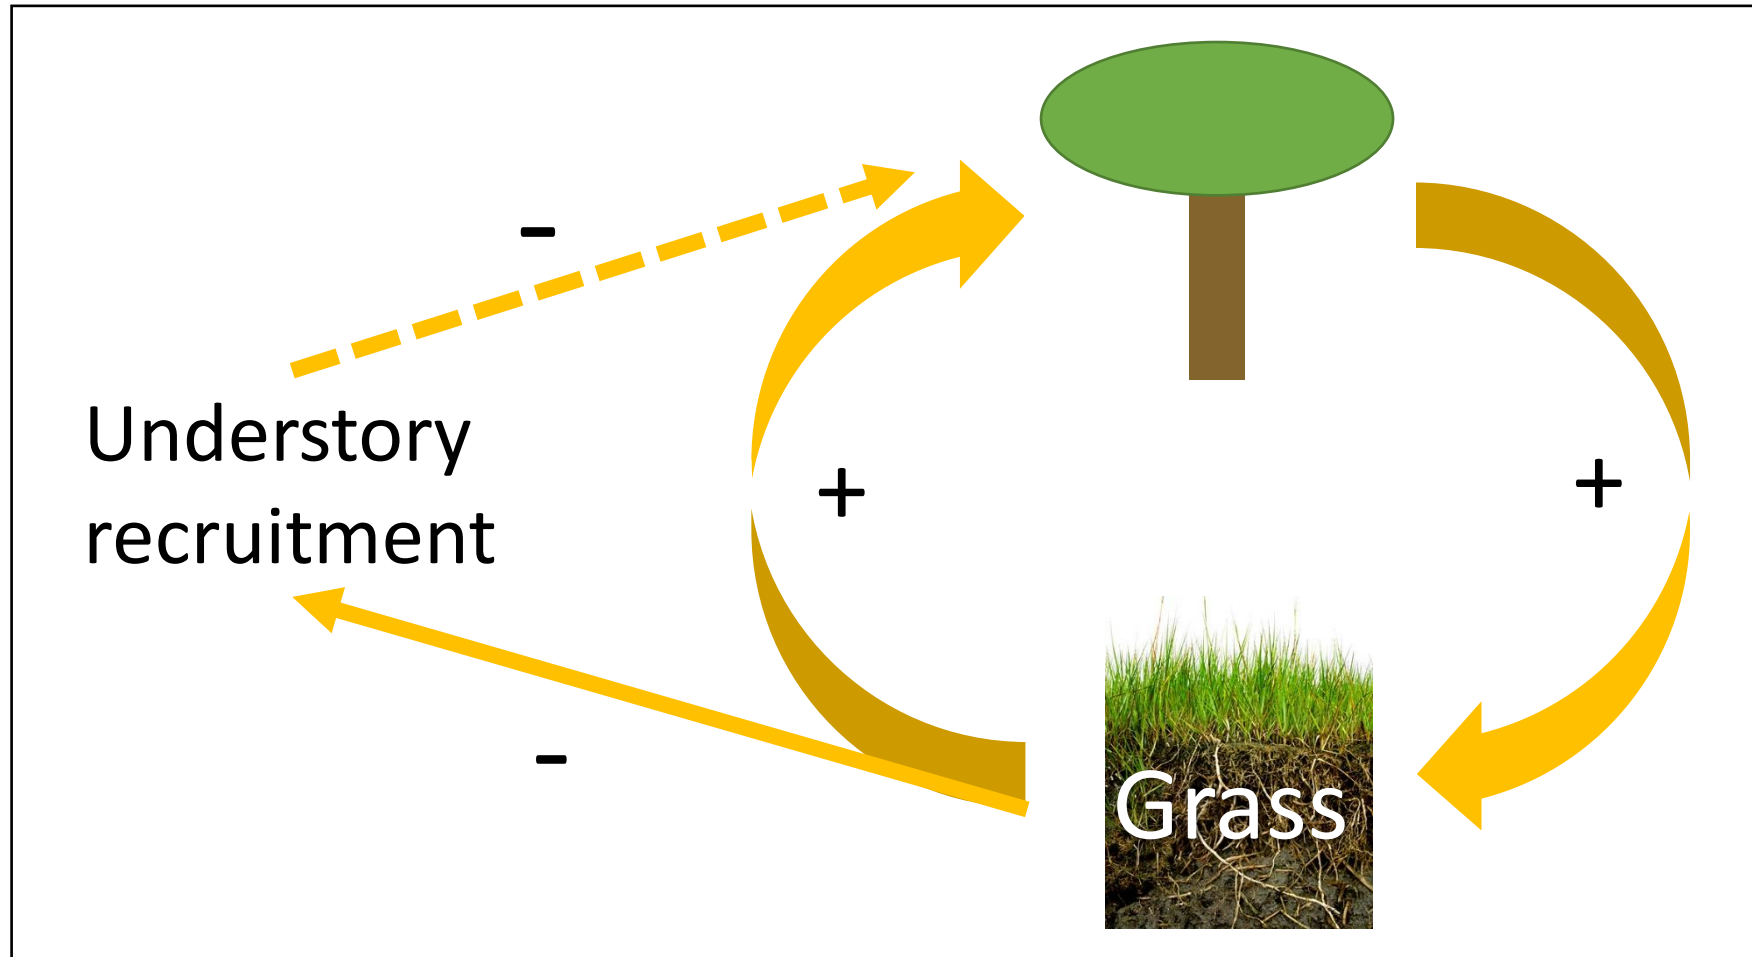 -
Understory
recruitment
+
+
-
Grass